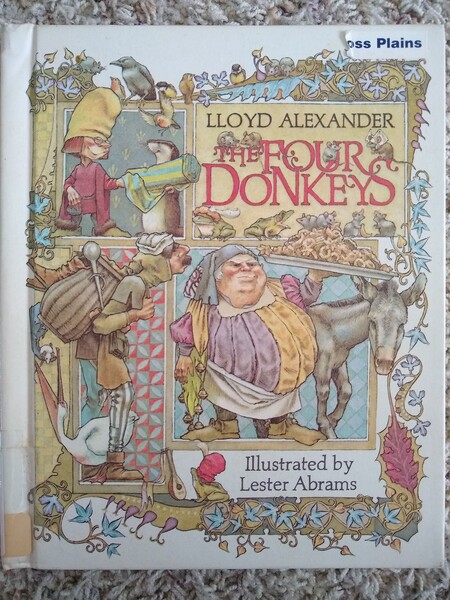 oss Plains
LLOYD ALEXANDER
THE FOUR
DONKEYS
Illustrated by
Lester Abrams